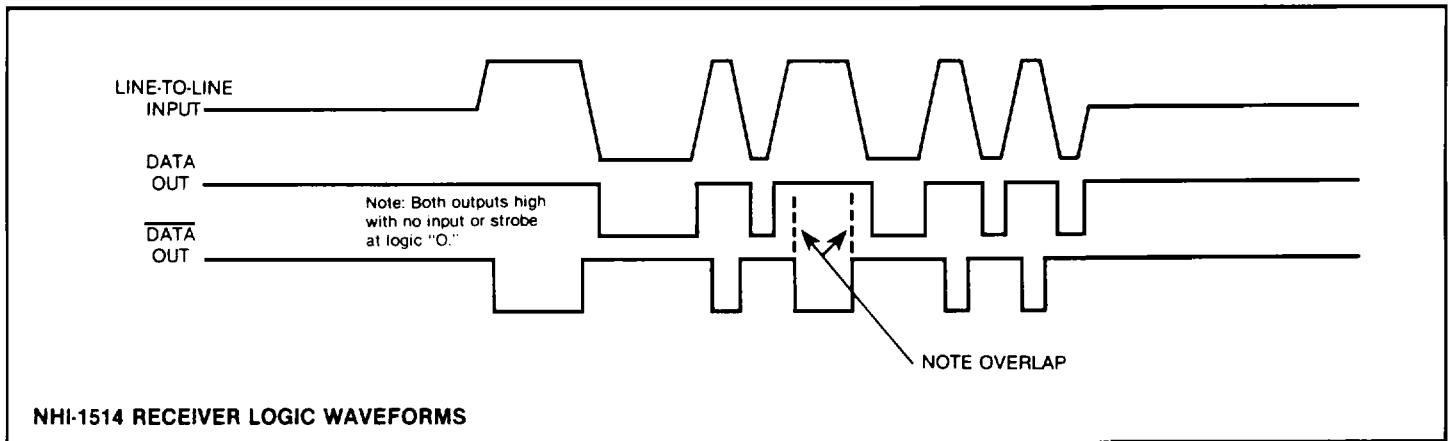 LINE-TO-LINE
INPUT
DATA
OUT
Note: Both outputs high
with no input or strobe
at logic "O."
D̅A̅T̅A̅
OUT
NOTE OVERLAP
NHI-1514 RECEIVER LOGIC WAVEFORMS